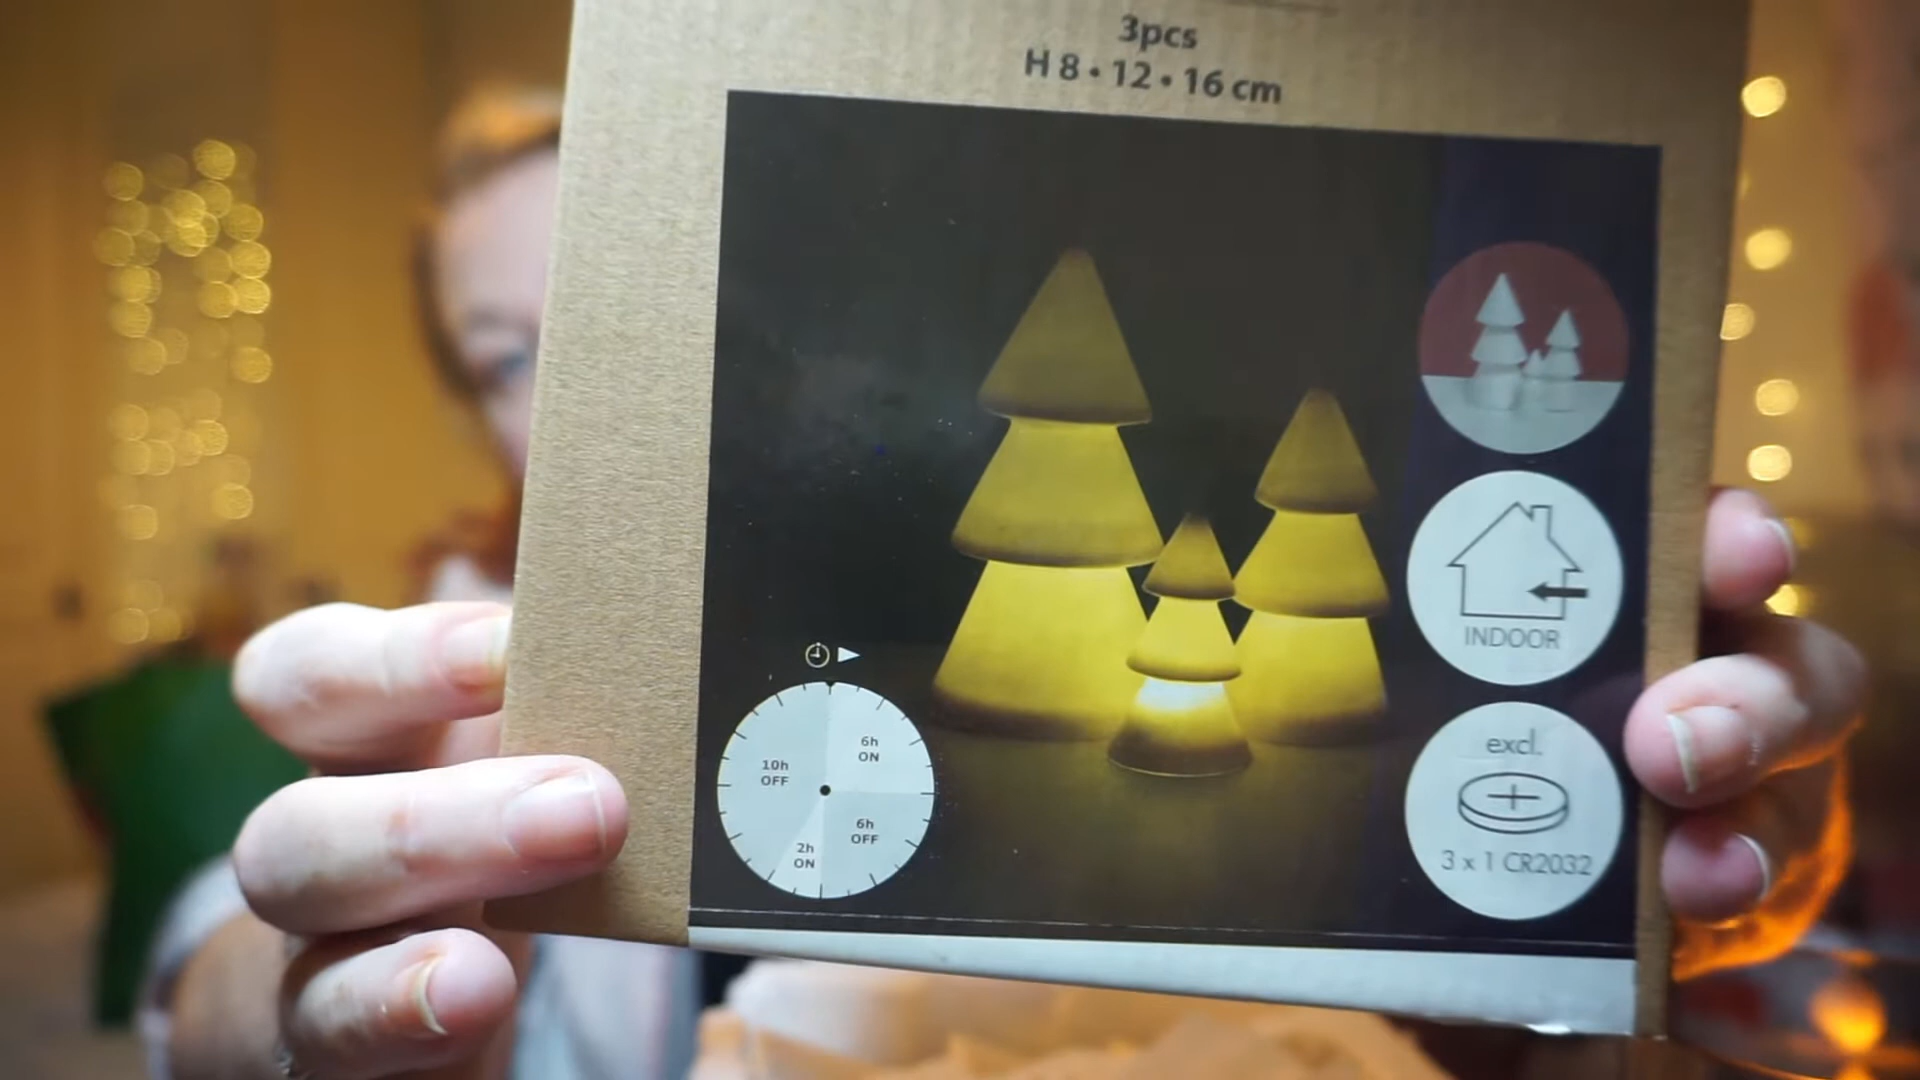 3pcs
H 8 • 12 • 16 cm
6h
ON
10h
OFF
6h
OFF
2h
ON
INDOOR
excl.
3 x 1 CR2032